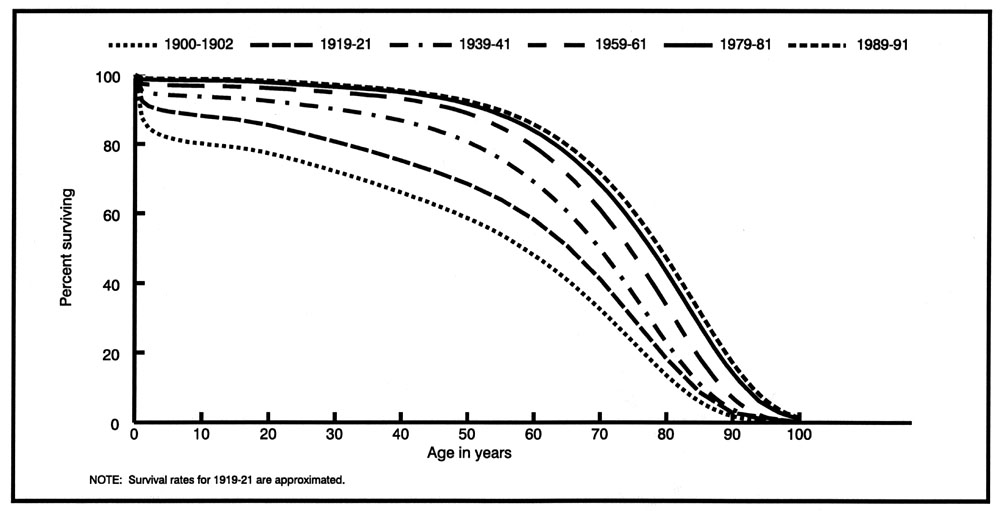 1900-1902 1919-21 1939-41 1959-61 1979-81 1989-91
100
80
60
40
20
0
Percent surviving
0 10 20 30 40 50 60 70 80 90 100
Age in years
NOTE: Survival rates for 1919-21 are approximated.